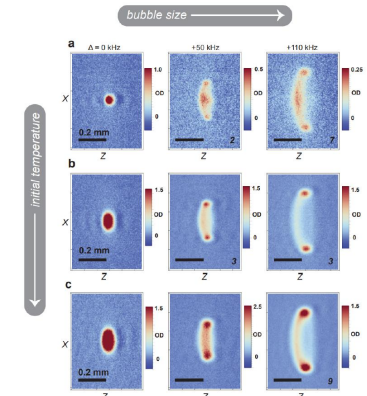 bubble size
initial temperature
a
Δ = 0 kHz
+50 kHz
+110 kHz
X
0.2 mm
Z
1.0
OD
0
2
Z
0.5
OD
0
7
Z
0.25
OD
0
b
X
0.2 mm
Z
1.5
OD
0
3
Z
1.5
OD
0
3
Z
1.5
OD
0
c
X
0.2 mm
1.5
OD
0
2.5
OD
0
9
1.5
OD
0